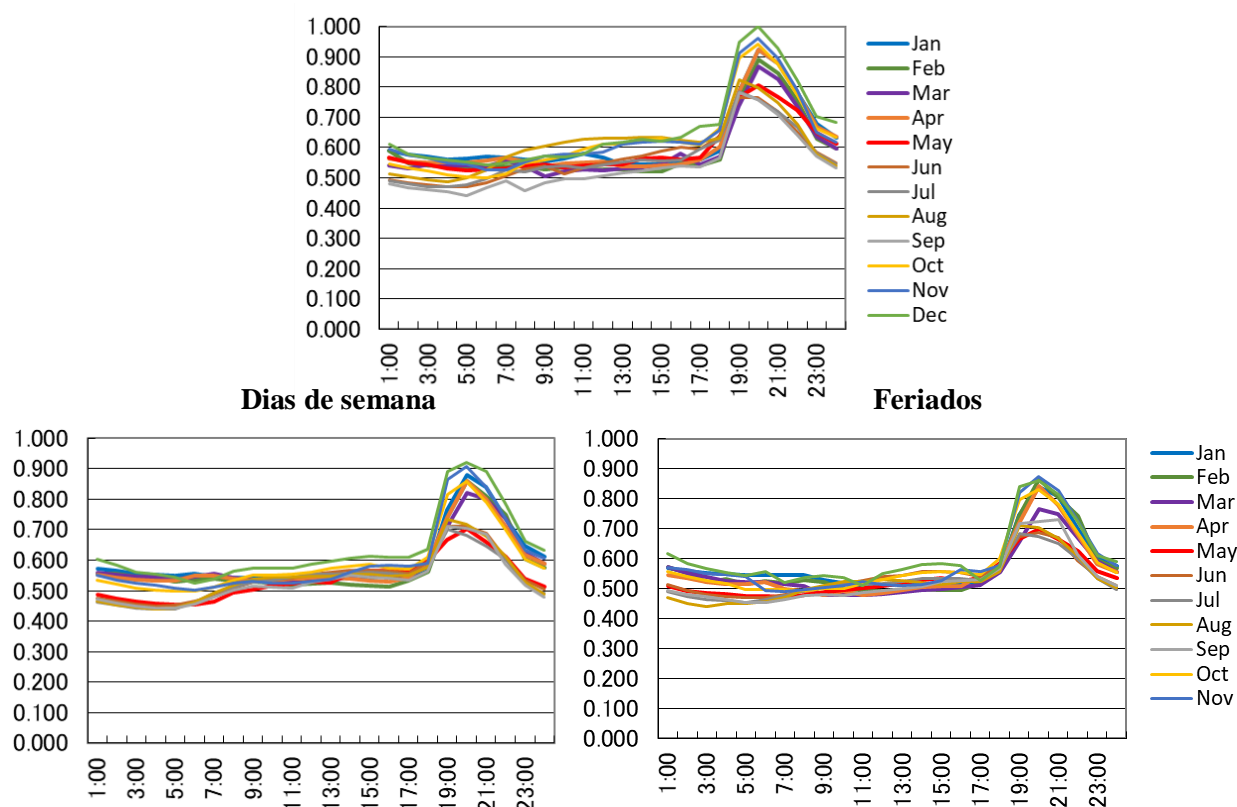 1.000
0.900
0.800
0.700
0.600
0.500
0.400
0.300
0.200
0.100
0.000
1:00
3:00
5:00
7:00
9:00
11:00
13:00
15:00
17:00
19:00
21:00
23:00
Jan
Feb
Mar
Apr
May
Jun
Jul
Aug
Sep
Oct
Nov
Dec
Dias de semana
Feriados
1.000
0.900
0.800
0.700
0.600
0.500
0.400
0.300
0.200
0.100
0.000
1:00
3:00
5:00
7:00
9:00
11:00
13:00
15:00
17:00
19:00
21:00
23:00
1.000
0.900
0.800
0.700
0.600
0.500
0.400
0.300
0.200
0.100
0.000
1:00
3:00
5:00
7:00
9:00
11:00
13:00
15:00
17:00
19:00
21:00
23:00
Jan
Feb
Mar
Apr
May
Jun
Jul
Aug
Sep
Oct
Nov